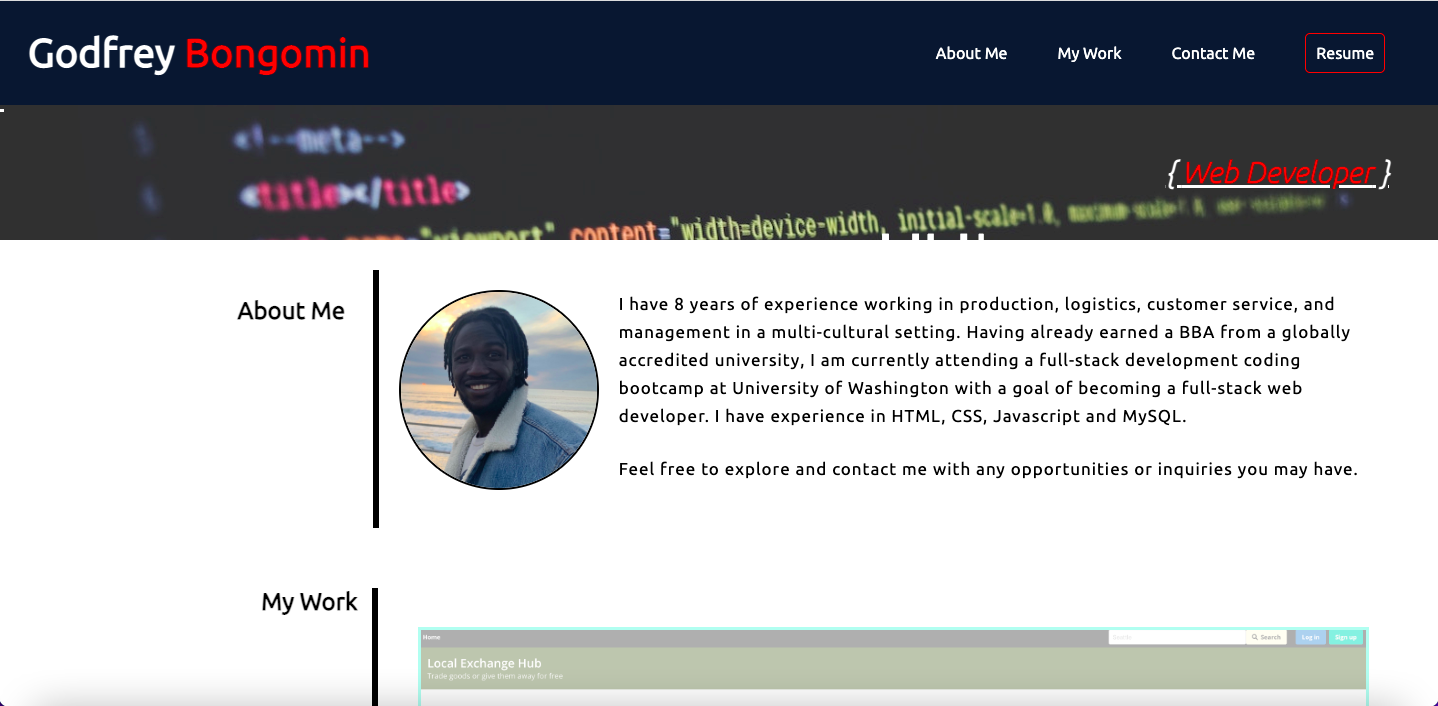 Godfrey Bongomin
About Me
My Work
Contact Me
Resume
<!--meta-->
<title></title>
{ Web Developer }
"viewport" content="width=device-width, initial-scale=1.0,
About Me
I have 8 years of experience working in production, logistics, customer service, and
management in a multi-cultural setting. Having already earned a BBA from a globally
accredited university, I am currently attending a full-stack development coding
bootcamp at University of Washington with a goal of becoming a full-stack web
developer. I have experience in HTML, CSS, Javascript and MySQL.
Feel free to explore and contact me with any opportunities or inquiries you may have.
My Work
Home
Search
Log in
Sign up
Local Exchange Hub
Trade goods or give them away for free